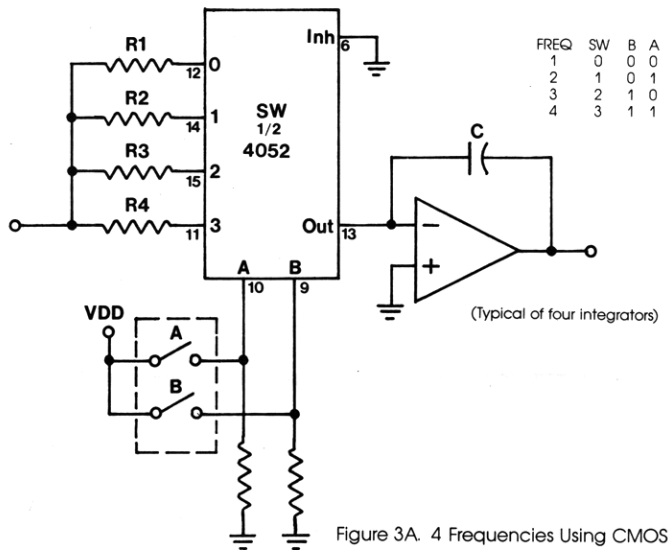 R1
12
0
R2
14
1
R3
15
2
R4
11
3
SW
1/2
4052
Inh
6
Out
13
A
10
B
9
VDD
A
B
C
−
+
FREQ SW B A
1 0 0 0
2 1 0 1
3 2 1 0
4 3 1 1
(Typical of four integrators)
Figure 3A. 4 Frequencies Using CMOS